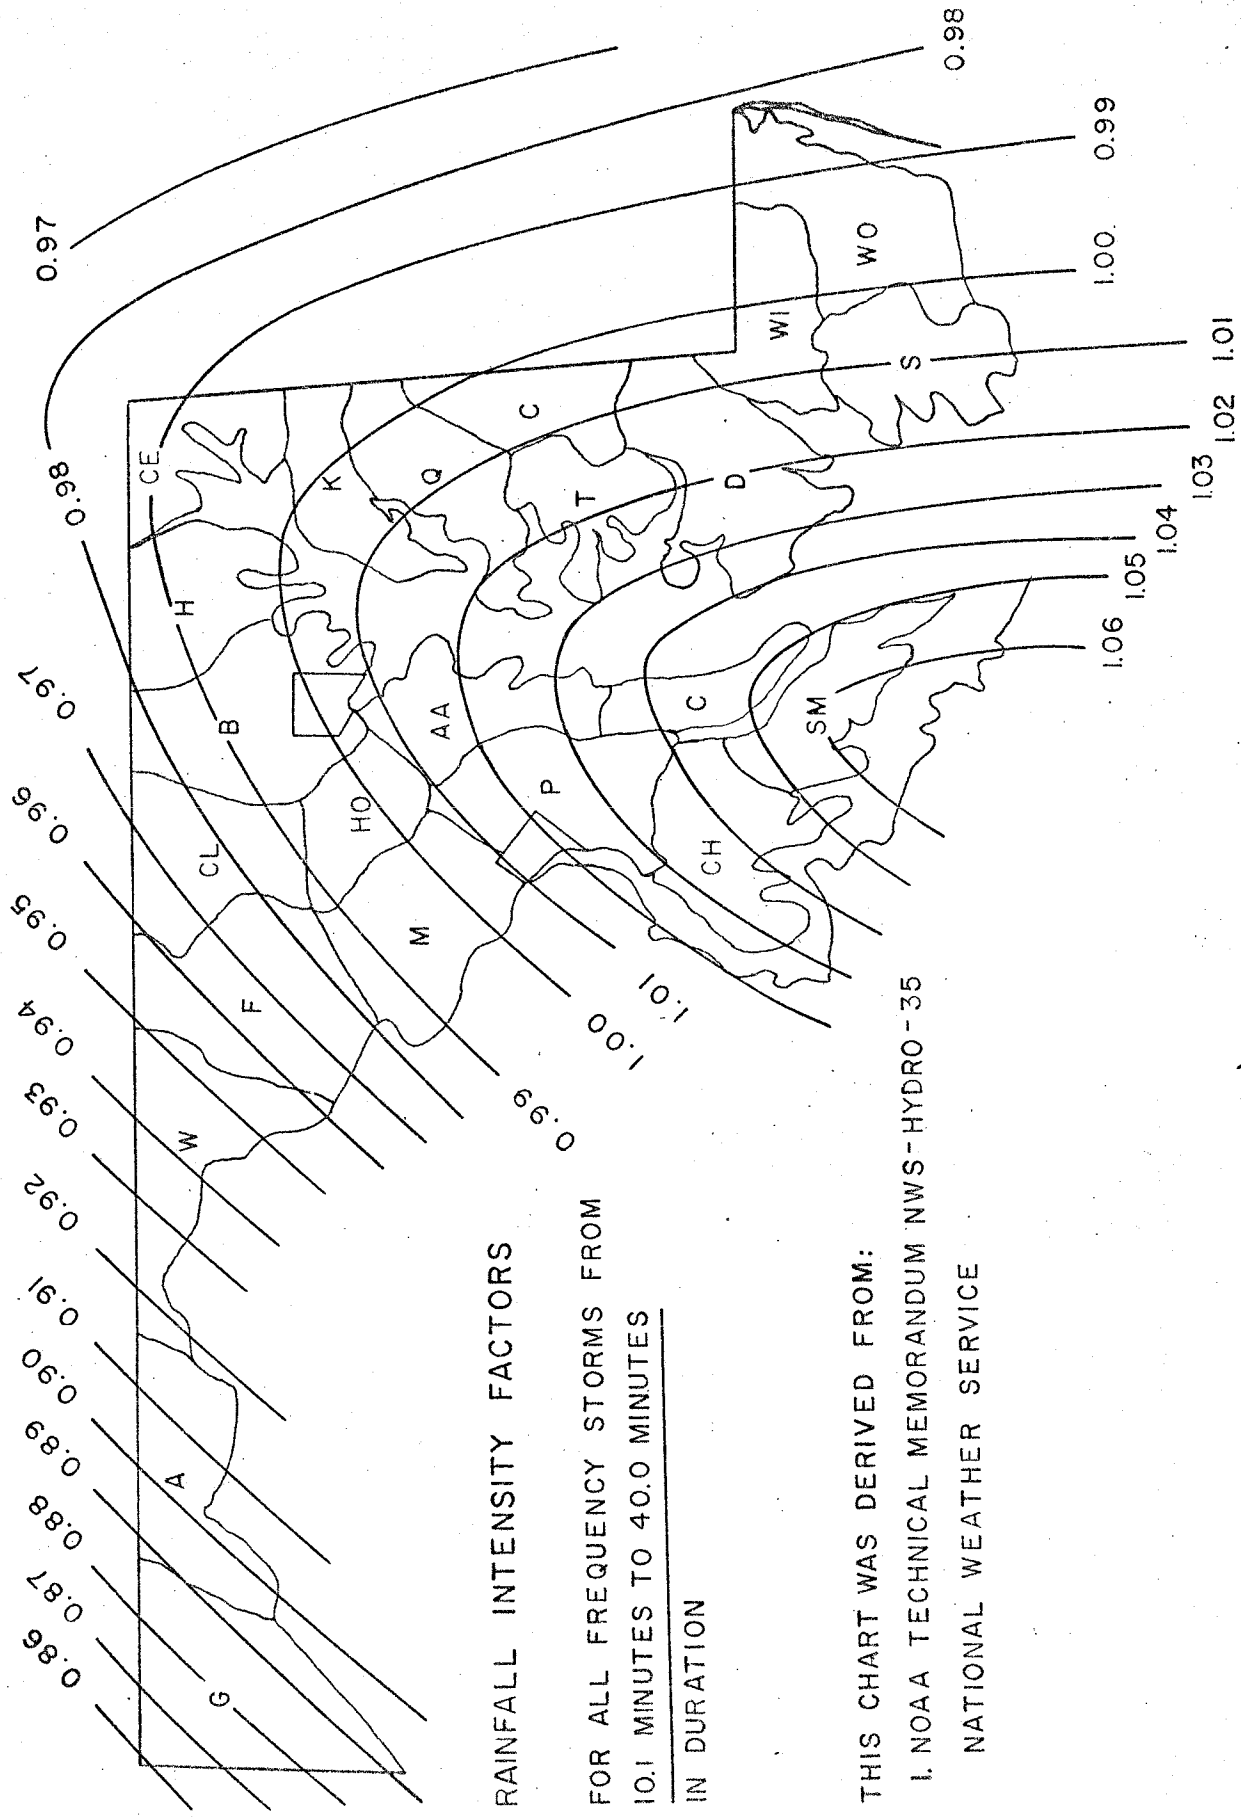 0.86
0.87
0.88
0.89
0.90
0.91
0.92
0.93
0.94
0.95
0.96
0.97
0.98
0.97
G
A
W
F
CL
B
H
CE
M
HO
K
Q
AA
C
P
T
CH
C
D
SM
WI
S
WO
0.99
1.00
1.01
1.06
1.05
1.04
1.03
1.02
1.01
1.00.
0.99
0.98
RAINFALL INTENSITY FACTORS
FOR ALL FREQUENCY STORMS FROM
10.1 MINUTES TO 40.0 MINUTES
IN DURATION
THIS CHART WAS DERIVED FROM:
1. NOAA TECHNICAL MEMORANDUM NWS-HYDRO-35
NATIONAL WEATHER SERVICE